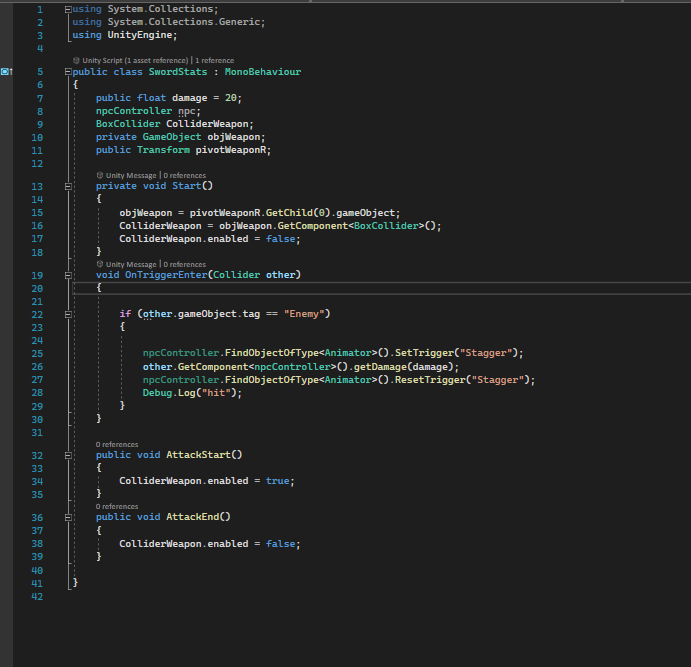 1 using System.Collections;
2 using System.Collections.Generic;
3 using UnityEngine;
4
Unity Script (1 asset reference) | 1 reference
5 public class SwordStats : MonoBehaviour
6 {
7 public float damage = 20;
8 npcController npc;
9 BoxCollider ColliderWeapon;
10 private GameObject objWeapon;
11 public Transform pivotWeaponR;
12
Unity Message | 0 references
13 private void Start()
14 {
15 objWeapon = pivotWeaponR.GetChild(0).gameObject;
16 ColliderWeapon = objWeapon.GetComponent<BoxCollider>();
17 ColliderWeapon.enabled = false;
18 }
Unity Message | 0 references
19 void OnTriggerEnter(Collider other)
20 {
21
22 if (other.gameObject.tag == "Enemy")
23 {
24
25 npcController.FindObjectOfType<Animator>().SetTrigger("Stagger");
26 other.GetComponent<npcController>().getDamage(damage);
27 npcController.FindObjectOfType<Animator>().ResetTrigger("Stagger");
28 Debug.Log("hit");
29 }
30 }
31
0 references
32 public void AttackStart()
33 {
34 ColliderWeapon.enabled = true;
35 }
0 references
36 public void AttackEnd()
37 {
38 ColliderWeapon.enabled = false;
39 }
40
41 }
42